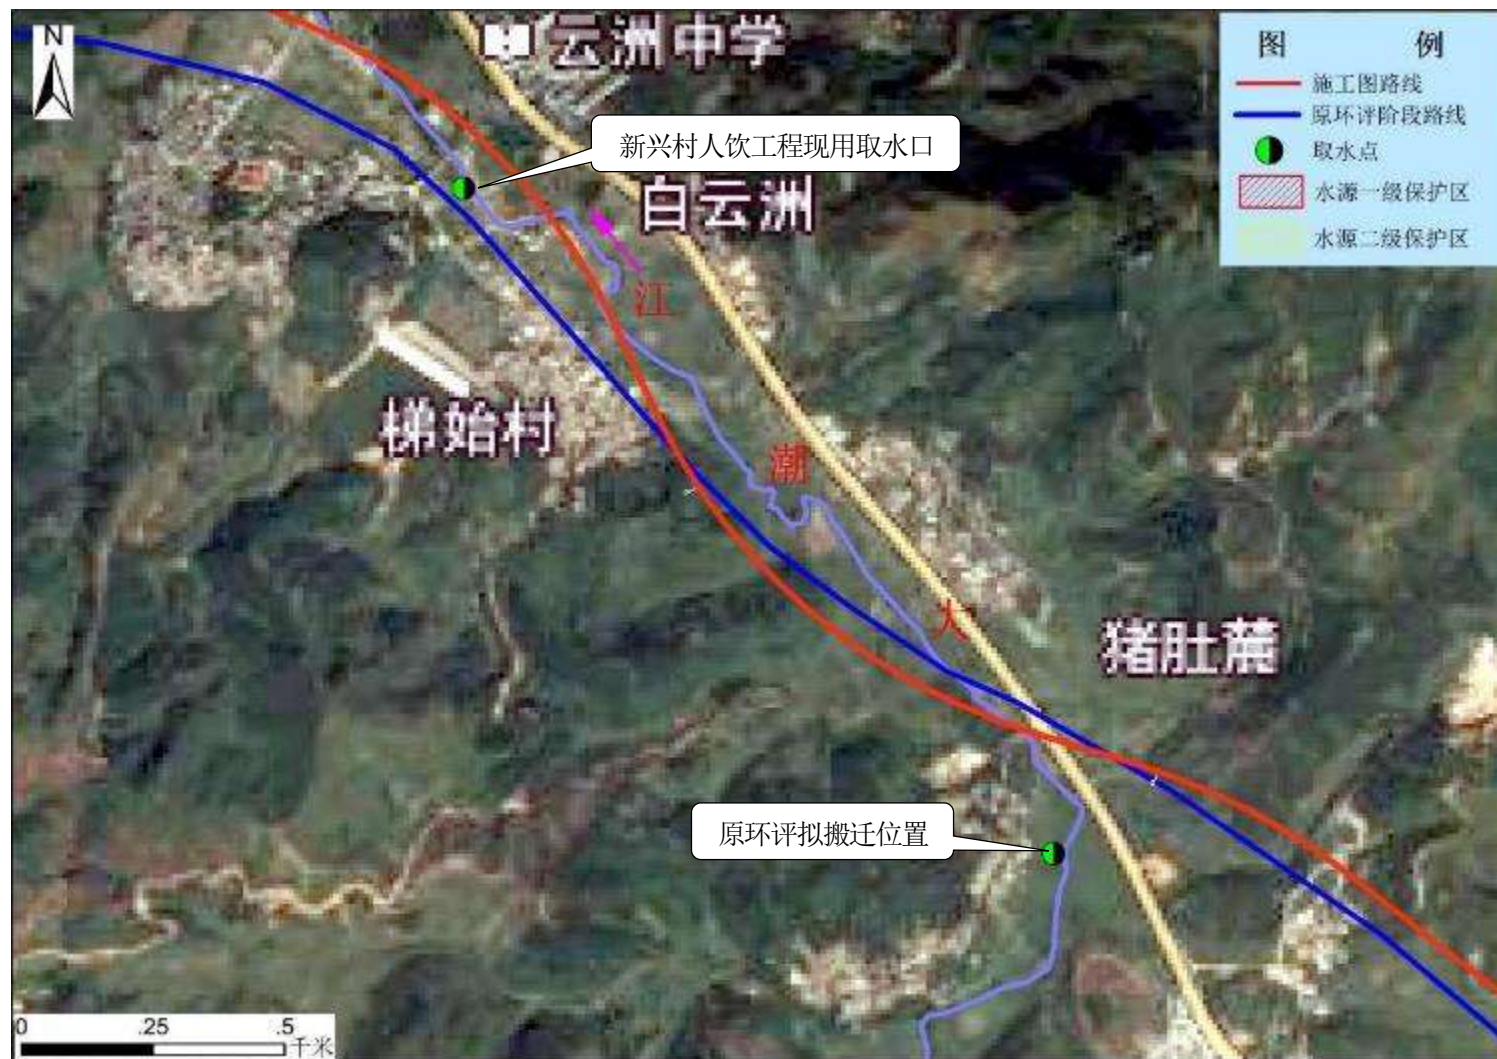 N
云洲中学
图 例
施工图路线
原环评阶段路线
取水点
水源一级保护区
水源二级保护区
新兴村人饮工程现用取水口
白云洲
江
梯始村
潮
大
猪肚𫮃
原环评拟搬迁位置
0 .25 .5
千米